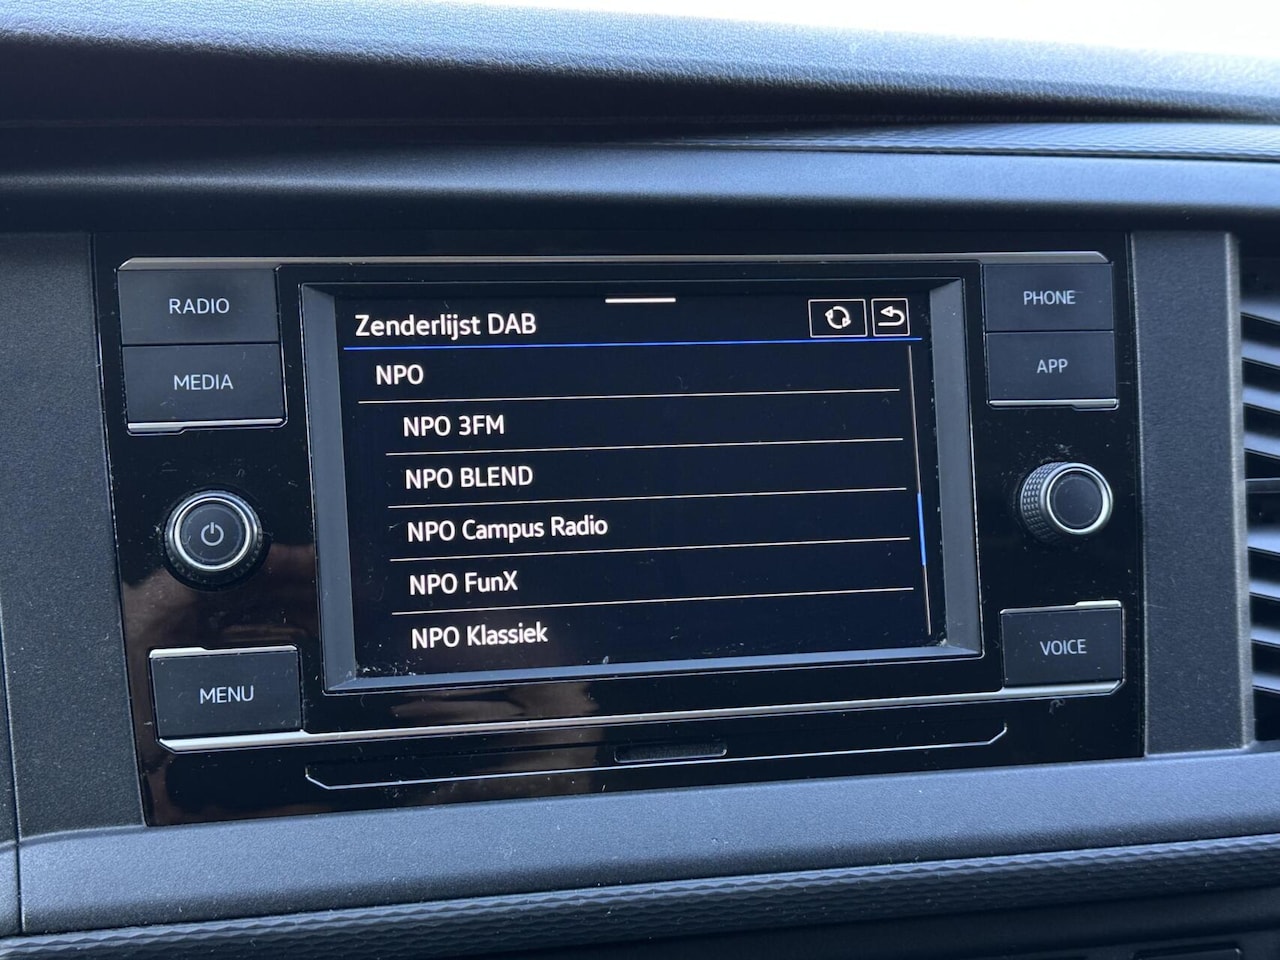 RADIO
MEDIA
MENU
Zenderlijst DAB
NPO
NPO 3FM
NPO BLEND
NPO Campus Radio
NPO FunX
NPO Klassiek
PHONE
APP
VOICE